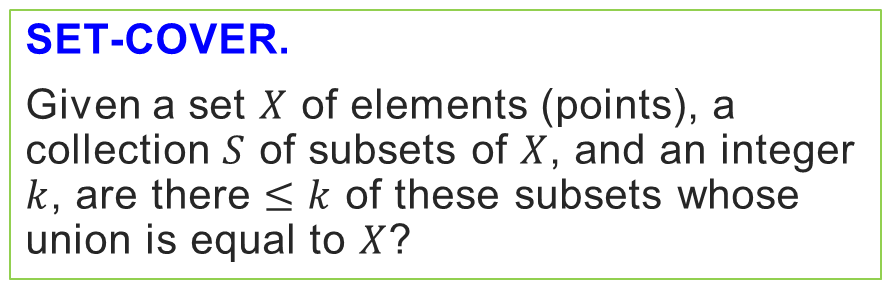 SET-COVER.
Given a set X of elements (points), a
collection S of subsets of X, and an integer
k, are there ≤ k of these subsets whose
union is equal to X?